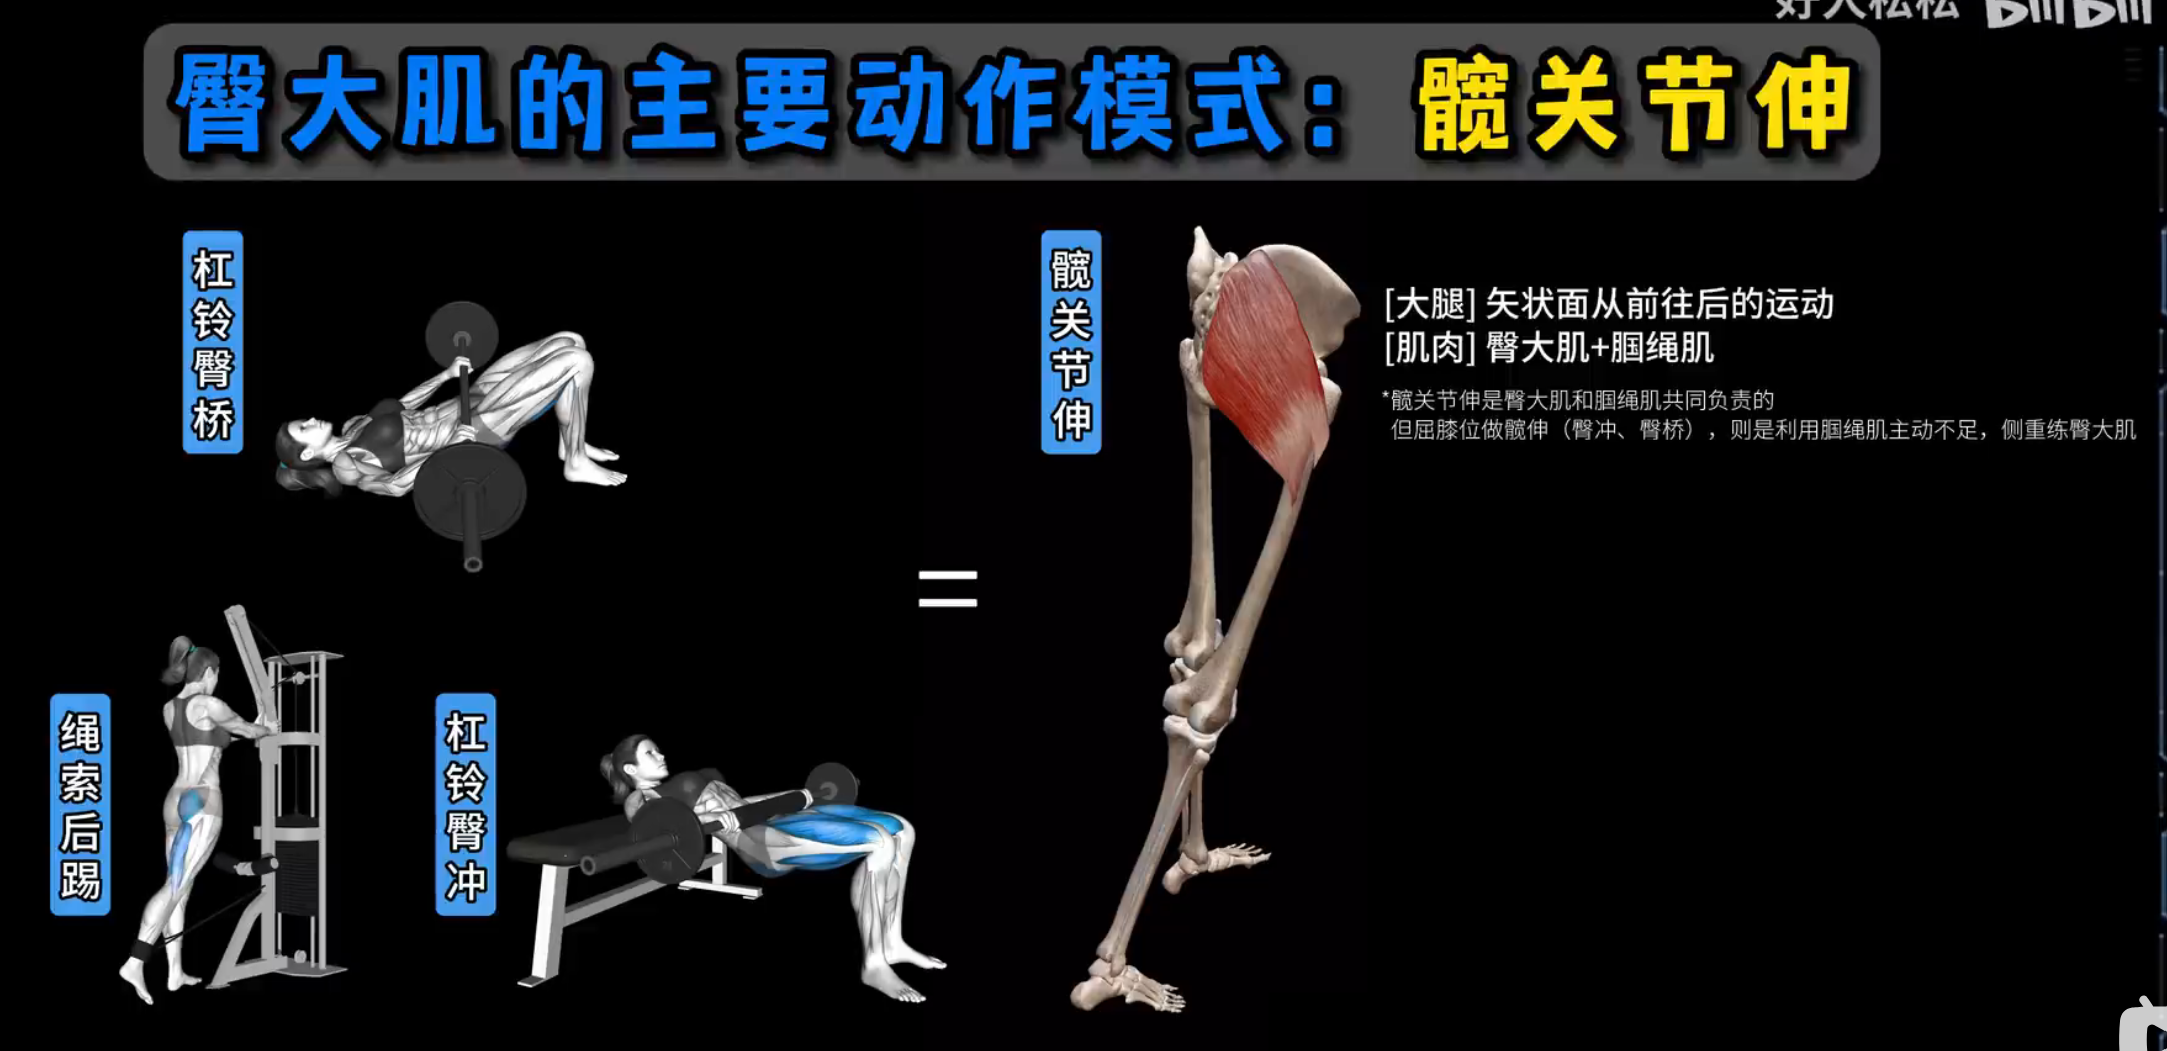 好人松松 bilibili
臀大肌的主要动作模式：髋关节伸
杠铃臀桥
髋关节伸
[大腿] 矢状面从前往后的运动
[肌肉] 臀大肌+腘绳肌
*髋关节伸是臀大肌和腘绳肌共同负责的
但屈膝位做髋伸（臀冲、臀桥），则是利用腘绳肌主动不足，侧重练臀大肌
=
绳索后踢
杠铃臀冲